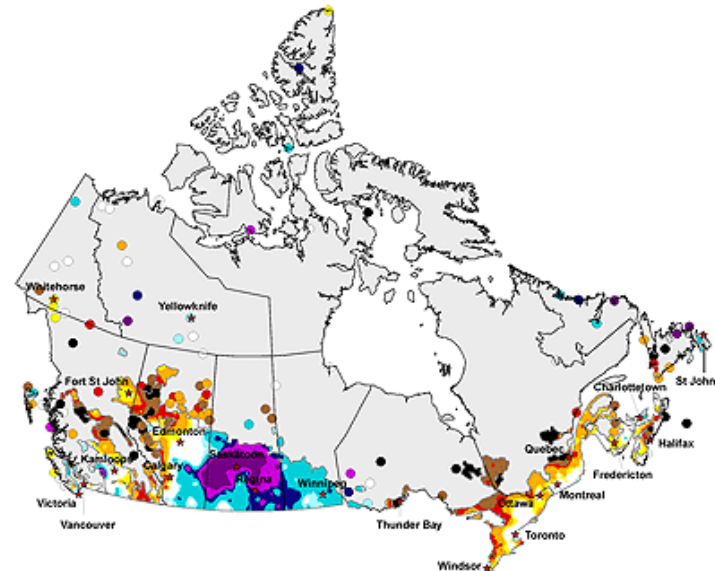 Whitehorse
Yellowknife
Fort St John
Edmonton
Kamloops
Calgary
Saskatoon
Regina
Winnipeg
Victoria
Vancouver
Thunder Bay
Ottawa
Quebec
Montreal
Toronto
Windsor
Charlottetown
St John
Halifax
Fredericton